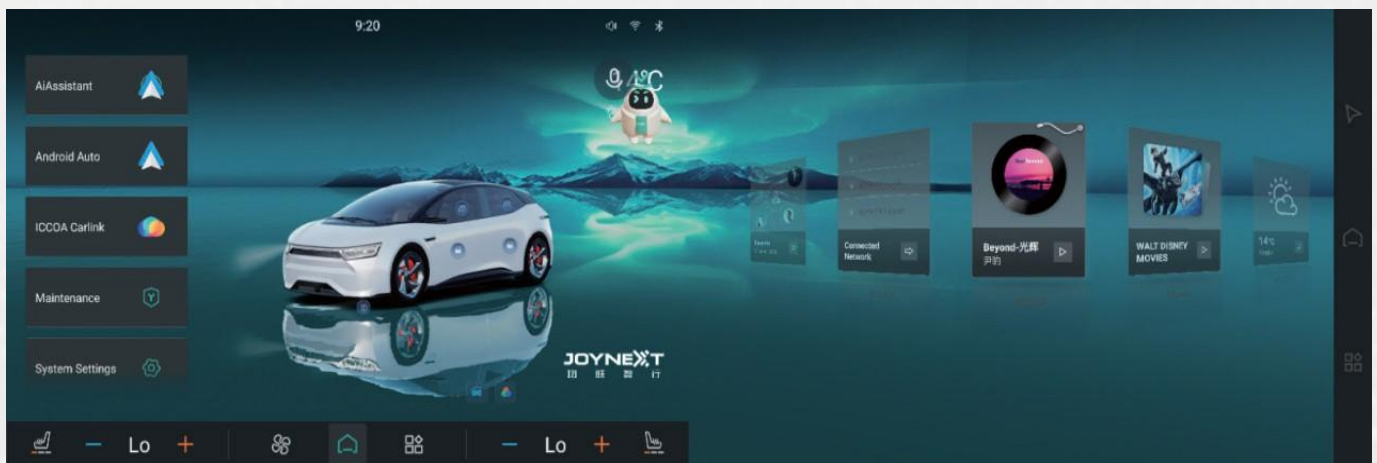 9:20
AiAssistant
Android Auto
ICCOA Carlink
Maintenance
System Settings
JOYNEXT
Connected
Network
Beyond-光辉
WALT DISNEY
MOVIES
14°C
Lo
Lo